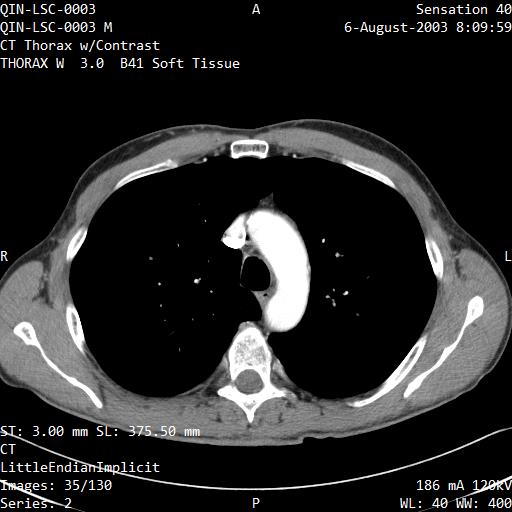 QIN-LSC-0003
A
Sensation 40
QIN-LSC-0003 M
6-August-2003 8:09:59
CT Thorax w/Contrast
THORAX W 3.0 B41 Soft Tissue
R
L
ST: 3.00 mm SL: 375.50 mm
CT
LittleEndianImplicit
Images: 35/130
186 mA 120kV
Series: 2
P
WL: 40 WW: 400